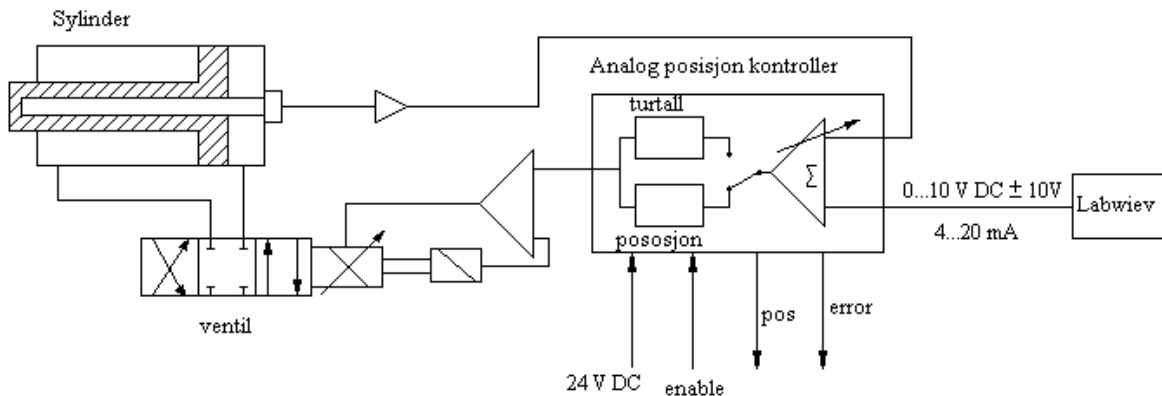 Sylinder
Analog posisjon kontroller
turtall
Σ
0...10 V DC ± 10V
Labwiev
4...20 mA
pososjon
ventil
pos
error
24 V DC
enable